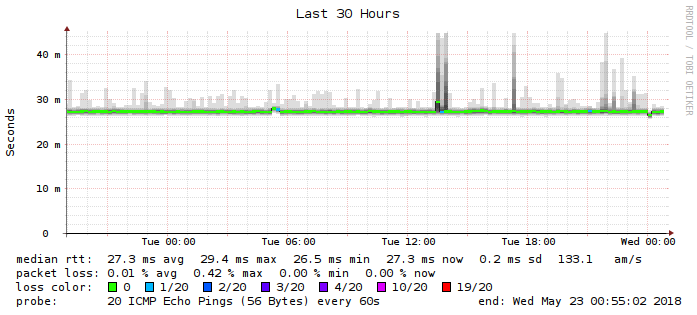 Last 30 Hours
RRDTOOL / TOBI OETIKER
Seconds
40 m
30 m
20 m
10 m
0
Tue 00:00 Tue 06:00 Tue 12:00 Tue 18:00 Wed 00:00
median rtt: 27.3 ms avg 29.4 ms max 26.5 ms min 27.3 ms now 0.2 ms sd 133.1 am/s
packet loss: 0.01 % avg 0.42 % max 0.00 % min 0.00 % now
loss color: 0 1/20 2/20 3/20 4/20 10/20 19/20
probe: 20 ICMP Echo Pings (56 Bytes) every 60s end: Wed May 23 00:55:02 2018